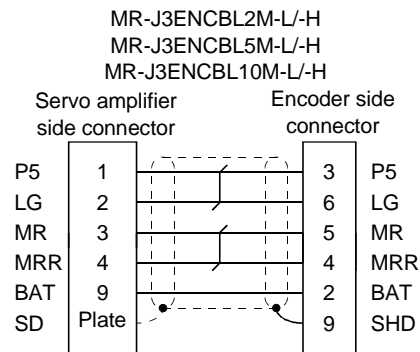 MR-J3ENCBL2M-L/-H
MR-J3ENCBL5M-L/-H
MR-J3ENCBL10M-L/-H
Servo amplifier side connector
Encoder side connector
P5 1 3 P5
LG 2 6 LG
MR 3 5 MR
MRR 4 4 MRR
BAT 9 2 BAT
SD Plate 9 SHD